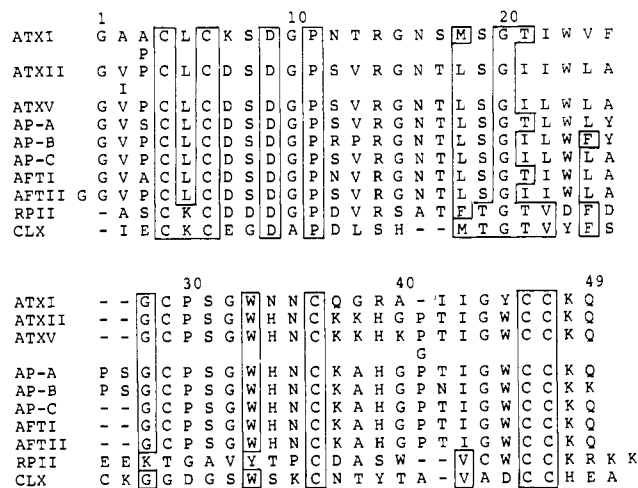 1 10 20
ATXI G A A C L C K S D G P N T R G N S M S G T I W V F
P
ATXII G V P C L C D S D G P S V R G N T L S G I I W L A
I
ATXV G V P C L C D S D G P S V R G N T L S G I L W L A
AP-A G V S C L C D S D G P S V R G N T L S G T L W L Y
AP-B G V P C L C D S D G P R P R G N T L S G I L W F Y
AP-C G V P C L C D S D G P S V R G N T L S G I L W L A
AFTI G V A C L C D S D G P S V R G N T L S G T I W L A
AFTII G G V P C L C D S D G P S V R G N T L S G I I W L A
RPII - A S C K C D D D G P D V R S A T F T G T V D F D
CLX - I E C K C E G D A P D L S H - - M T G T V Y F S
30 40 49
ATXI - - G C P S G W N N C Q G R A - I I G Y C C K Q
ATXII - - G C P S G W H N C K K H G P T I G W C C K Q
ATXV - - G C P S G W H N C K K H K P T I G W C C K Q
G
AP-A P S G C P S G W H N C K A H G P T I G W C C K Q
AP-B P S G C P S G W H N C K A H G P N I G W C C K K
AP-C - - G C P S G W H N C K A H G P T I G W C C K Q
AFTI - - G C P S G W H N C K A H G P T I G W C C K Q
AFTII - - G C P S G W H N C K A H G P T I G W C C K Q
RPII E E K T G A V Y T P C D A S W - - V C W C C K R K K
CLX C K G G D G S W S K C N T Y T A - V A D C C H E A